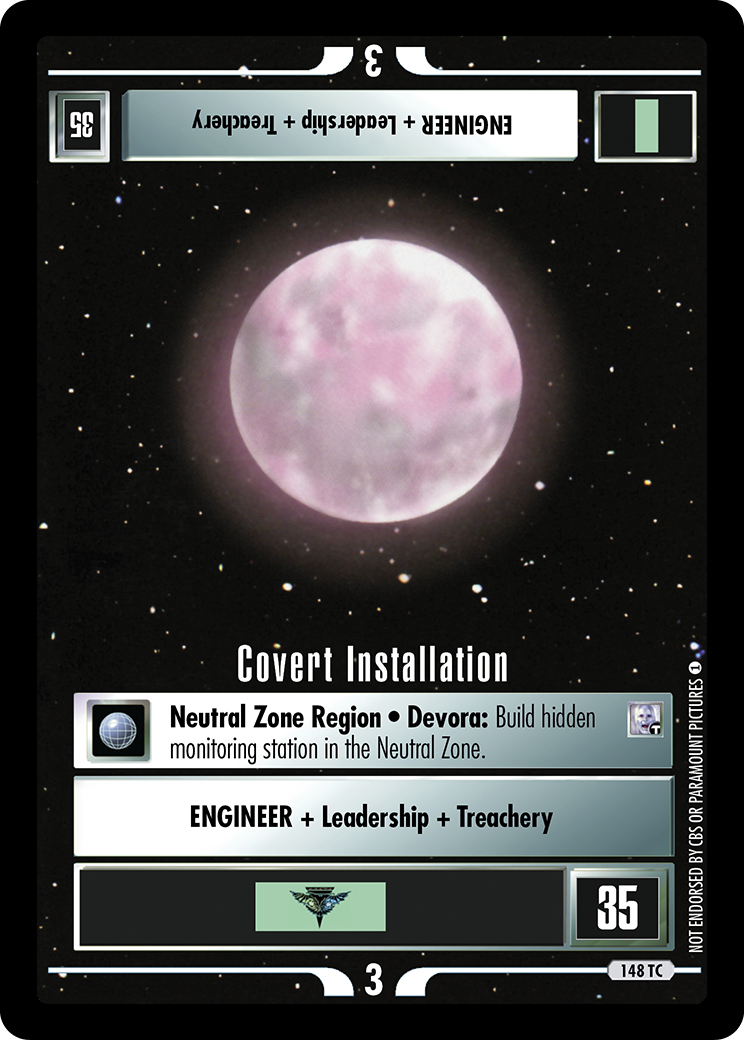 3
35
ENGINEER + Leadership + Treachery
Covert Installation
Neutral Zone Region • Devora: Build hidden
monitoring station in the Neutral Zone.
T
ENGINEER + Leadership + Treachery
35
3
148 TC
NOT ENDORSED BY CBS OR PARAMOUNT PICTURES 1